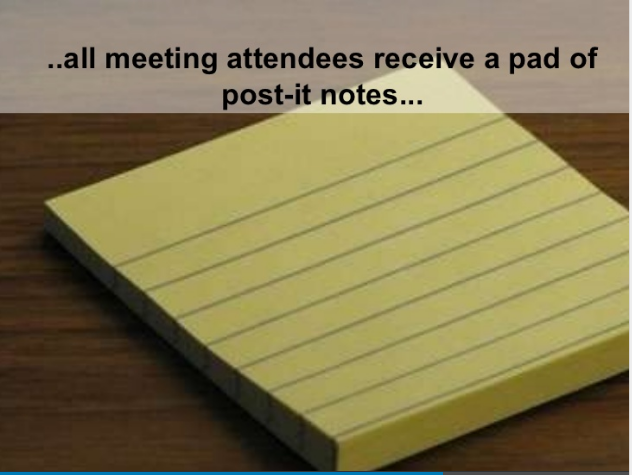 ..all meeting attendees receive a pad of
post-it notes...